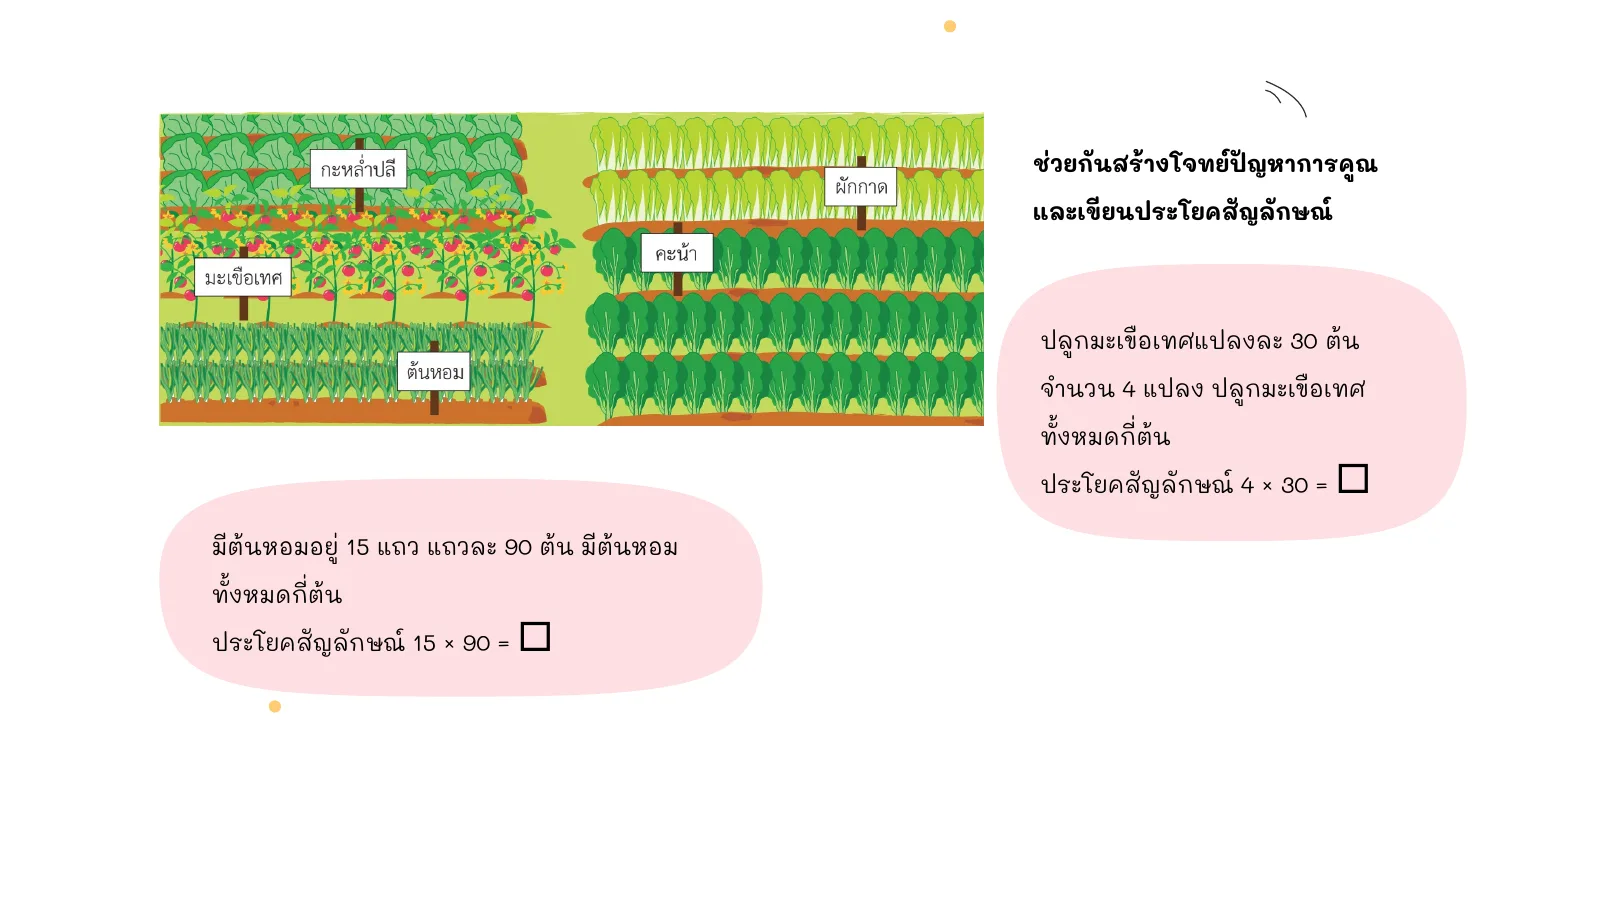 กะหล่ำปลี
ผักกาด
คะน้า
มะเขือเทศ
ต้นหอม
ช่วยกันสร้างโจทย์ปัญหาการคูณ
และเขียนประโยคสัญลักษณ์
ปลูกมะเขือเทศแปลงละ 30 ต้น
จำนวน 4 แปลง ปลูกมะเขือเทศ
ทั้งหมดกี่ต้น
ประโยคสัญลักษณ์ 4 × 30 = □
มีต้นหอมอยู่ 15 แถว แถวละ 90 ต้น มีต้นหอม
ทั้งหมดกี่ต้น
ประโยคสัญลักษณ์ 15 × 90 = □